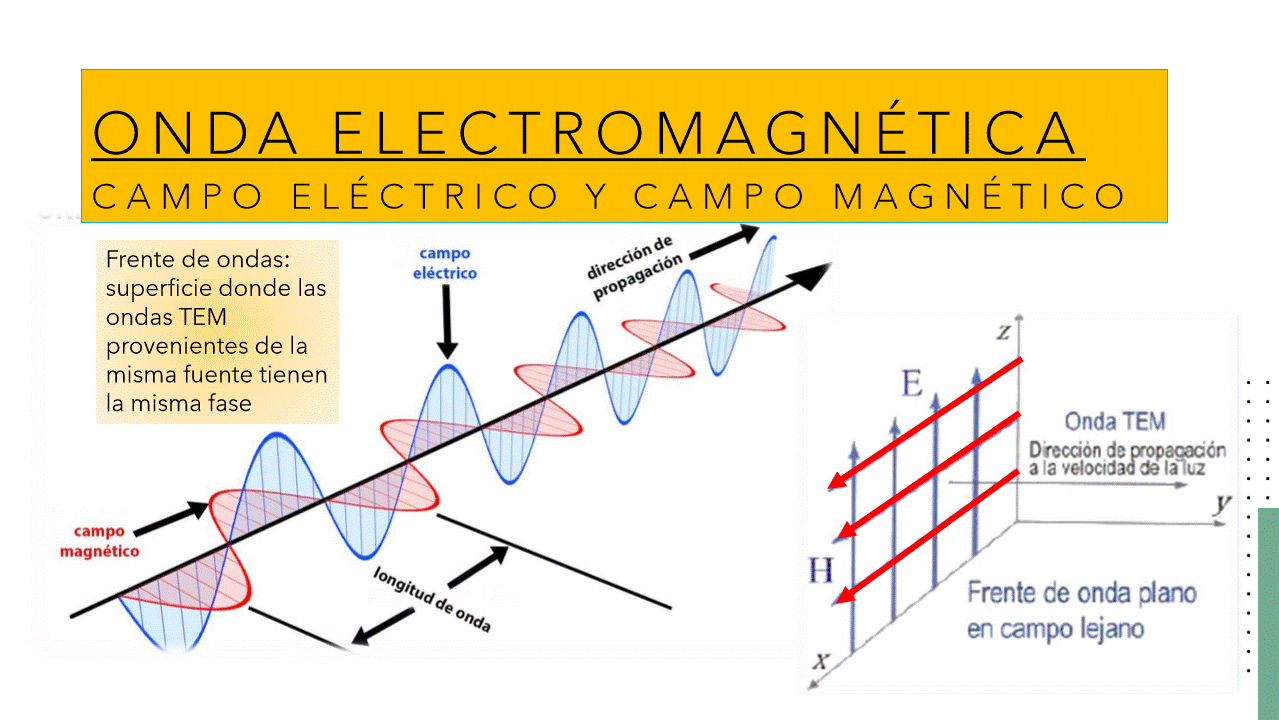 ONDA ELECTROMAGNÉTICA
CAMPO ELÉCTRICO Y CAMPO MAGNÉTICO
Frente de ondas:
superficie donde las
ondas TEM
provenientes de la
misma fuente tienen
la misma fase
campo
eléctrico
dirección de
propagación
campo
magnético
longitud de onda
z
E
Onda TEM
Dirección de propagación
a la velocidad de la luz
y
H
Frente de onda plano
en campo lejano
x